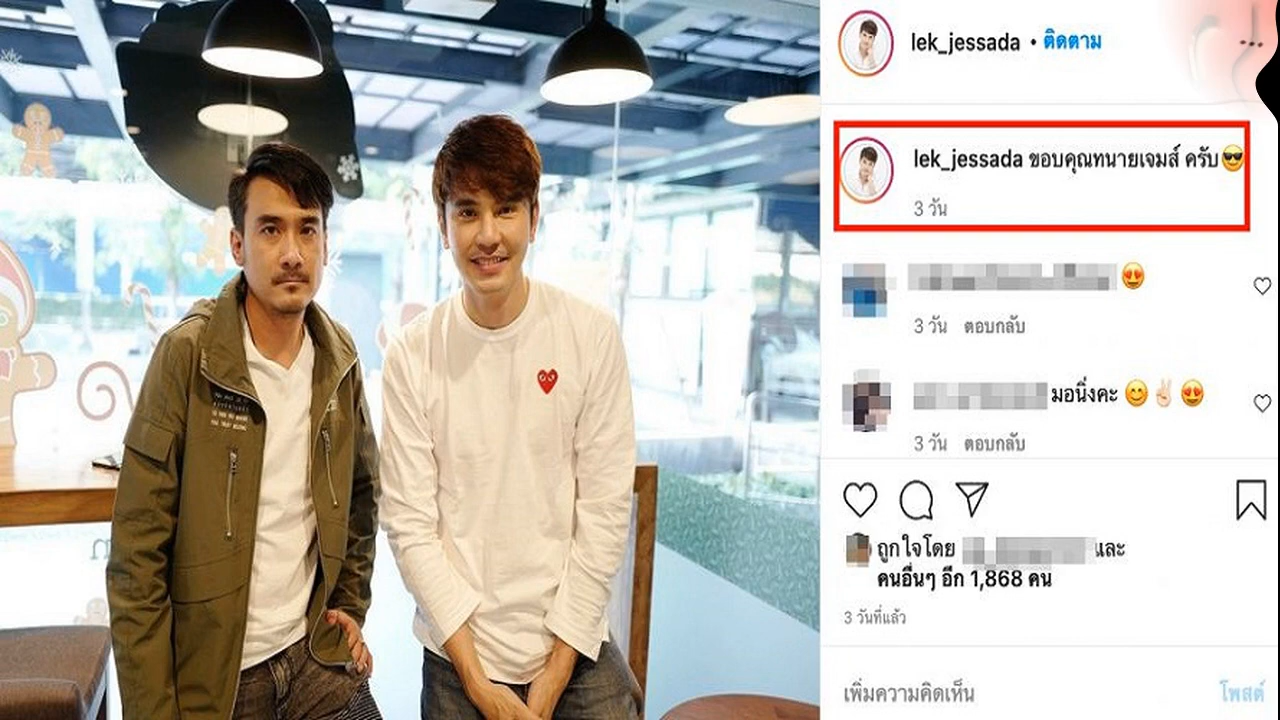 lek_jessada • ติดตาม
lek_jessada ขอบคุณทนายเจมส์ ครับ😎
3 วัน
😍
3 วัน ตอบกลับ
มอนิ่งคะ 😊✌🏻😍
3 วัน ตอบกลับ
ถูกใจโดย และ
คนอื่นๆ อีก 1,868 คน
3 วันที่แล้ว
เพิ่มความคิดเห็น โพสต์